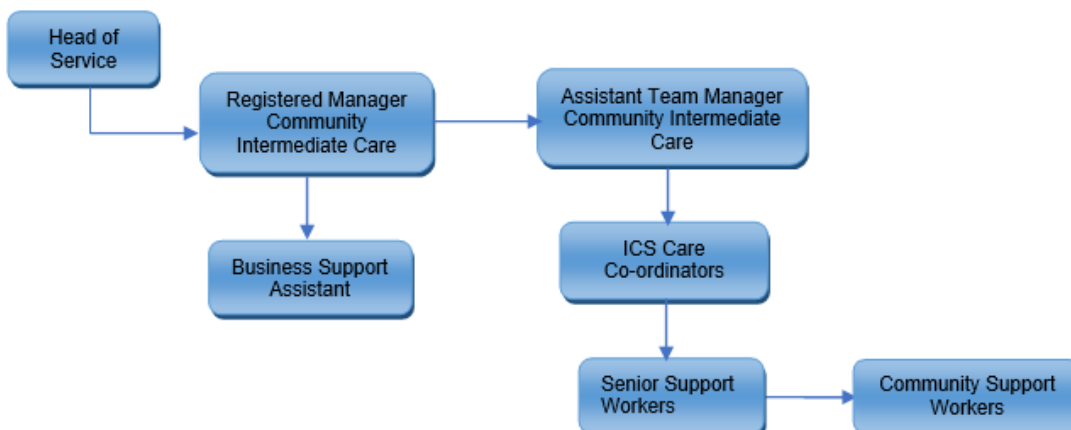 Head of
Service
Registered Manager
Community
Intermediate Care
Assistant Team Manager
Community Intermediate
Care
Business Support
Assistant
ICS Care
Co-ordinators
Senior Support
Workers
Community Support
Workers